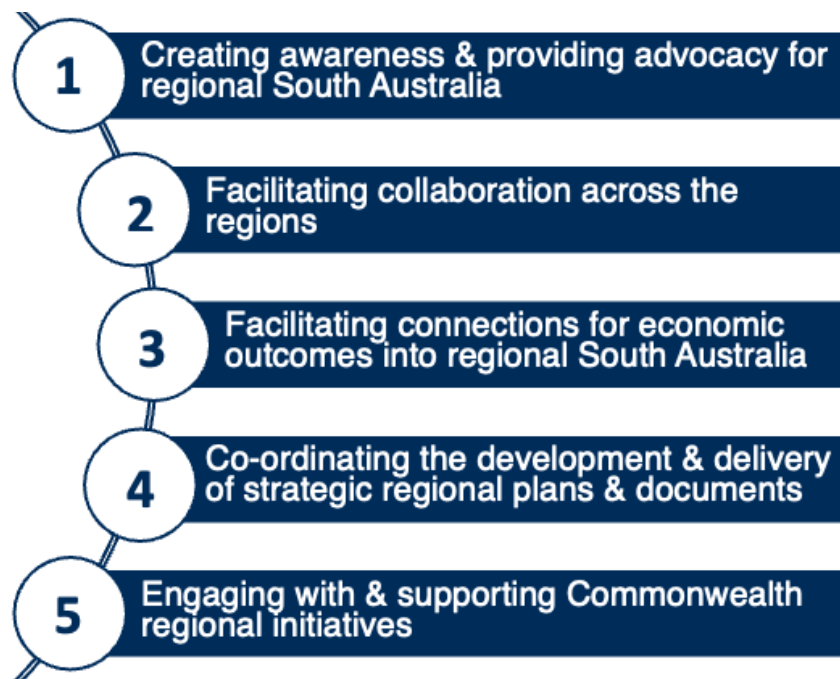 1
Creating awareness & providing advocacy for
regional South Australia
2
Facilitating collaboration across the
regions
3
Facilitating connections for economic
outcomes into regional South Australia
4
Co-ordinating the development & delivery
of strategic regional plans & documents
5
Engaging with & supporting Commonwealth
regional initiatives